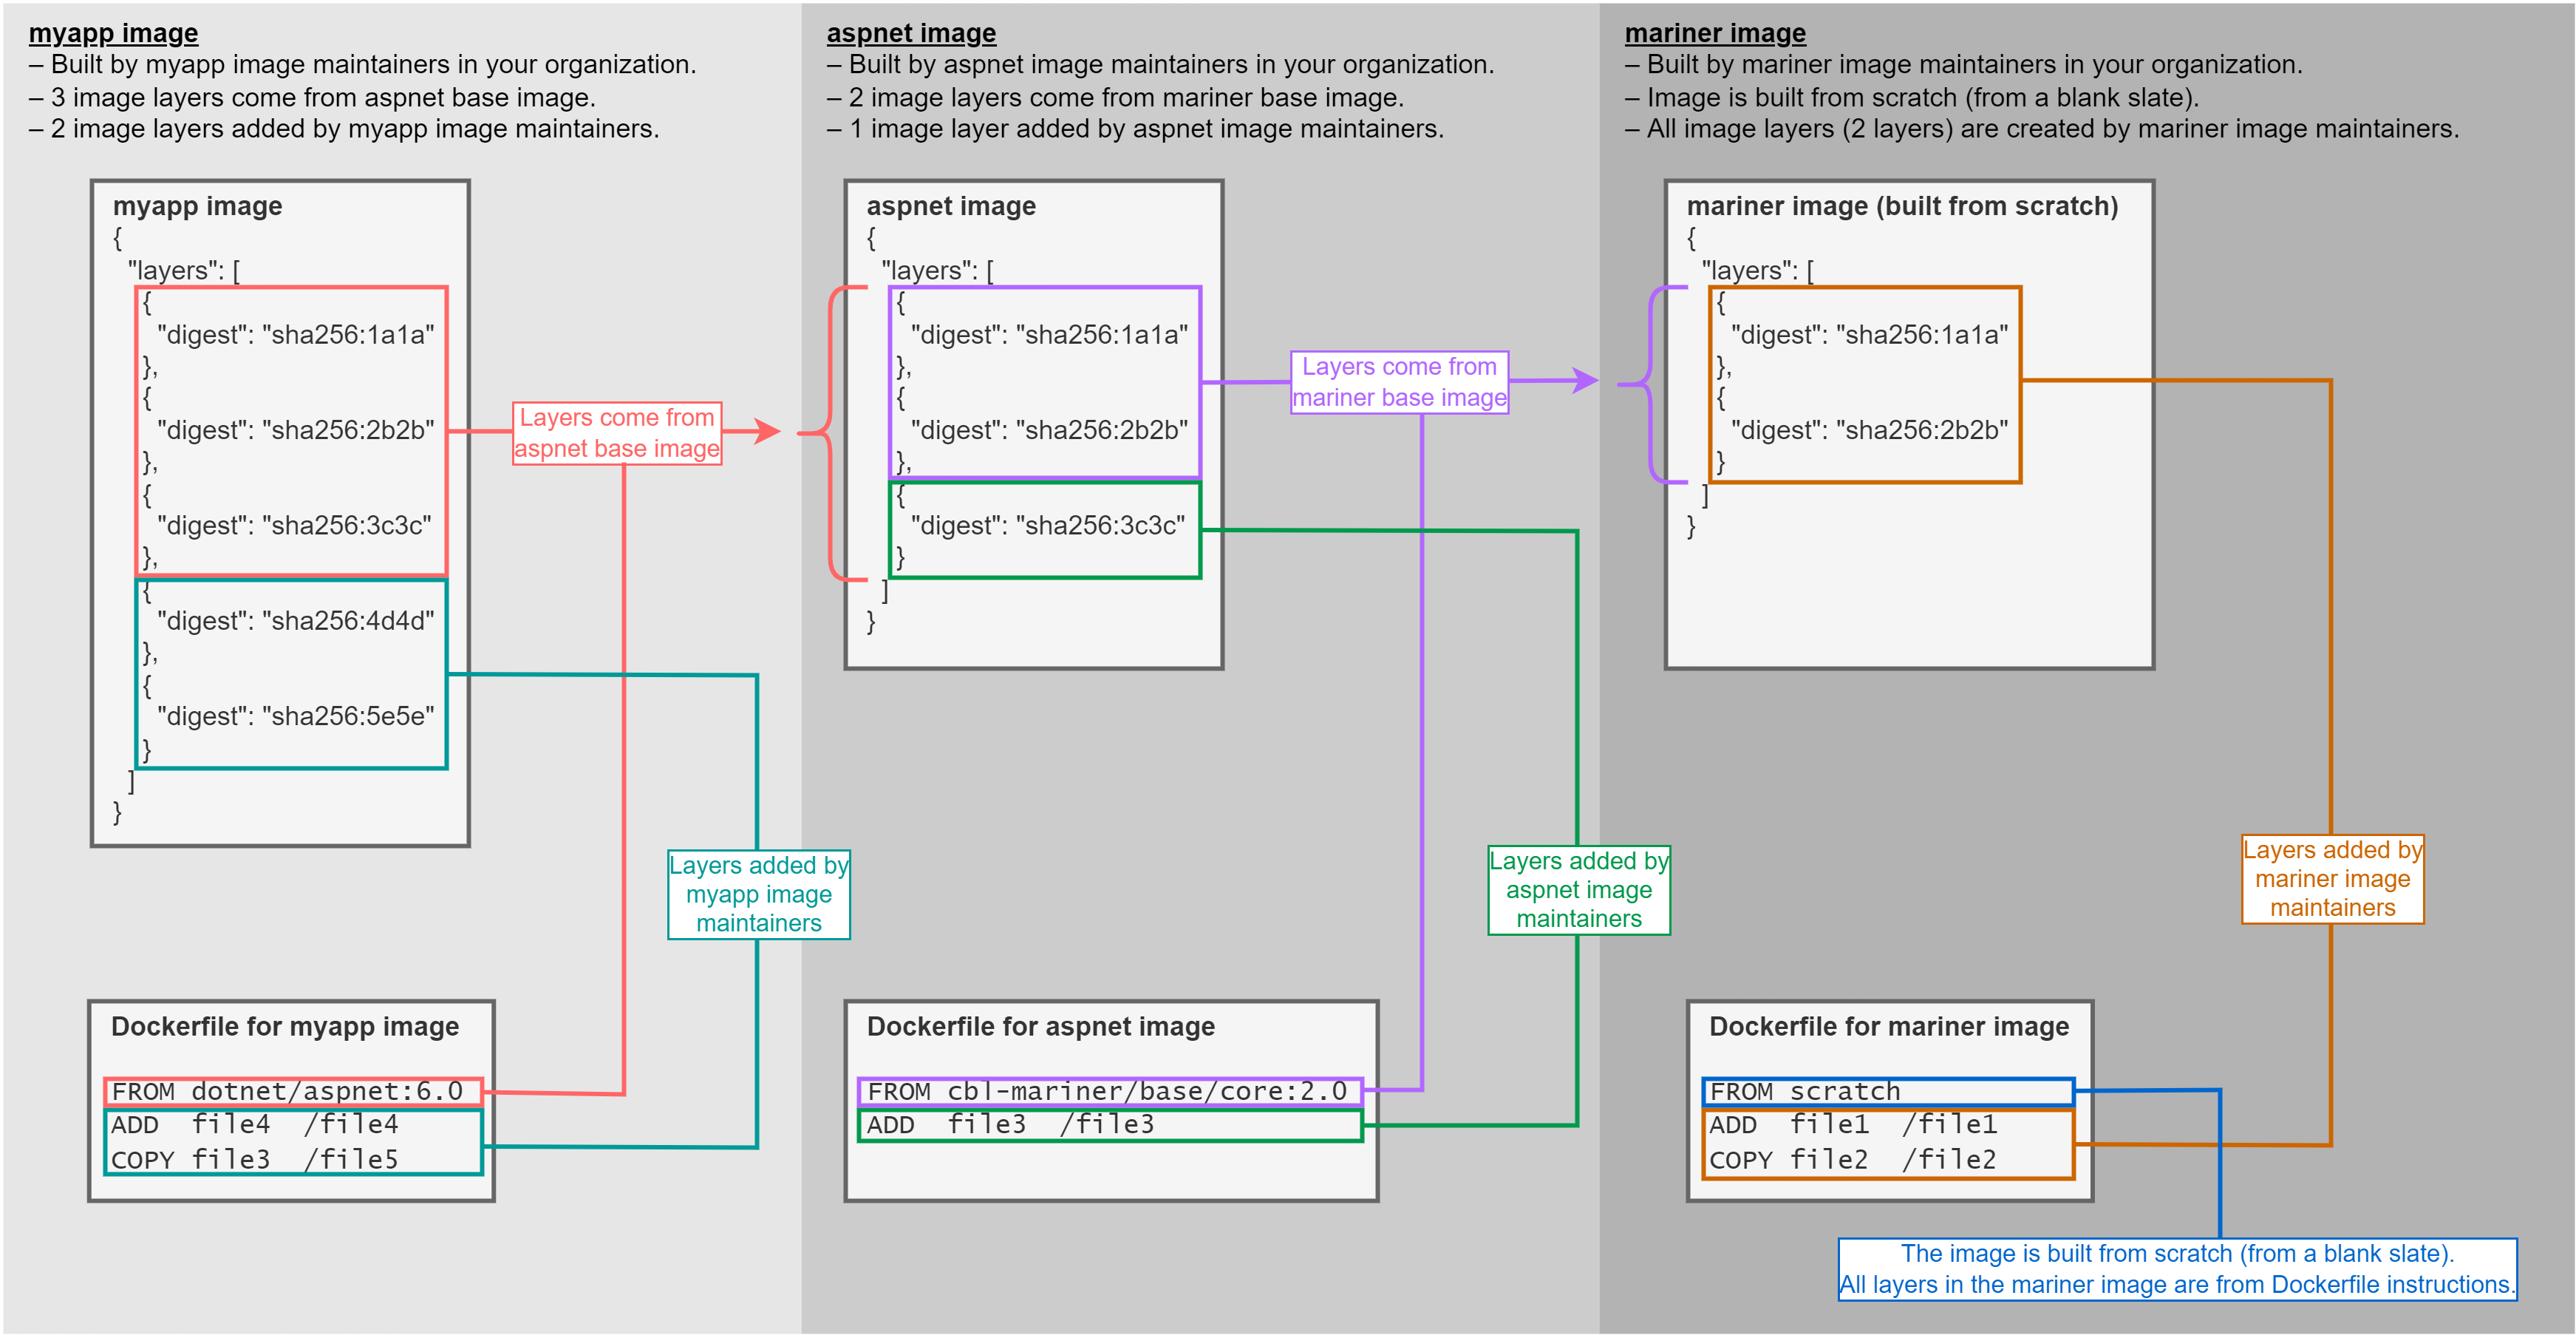 myapp image
– Built by myapp image maintainers in your organization.
– 3 image layers come from aspnet base image.
– 2 image layers added by myapp image maintainers.
myapp image
{
"layers": [
{
"digest": "sha256:1a1a"
},
{
"digest": "sha256:2b2b"
},
{
"digest": "sha256:3c3c"
},
{
"digest": "sha256:4d4d"
},
{
"digest": "sha256:5e5e"
}
]
}
Layers come from
aspnet base image
Layers added by
myapp image
maintainers
Dockerfile for myapp image
FROM dotnet/aspnet:6.0
ADD file4 /file4
COPY file3 /file5
aspnet image
– Built by aspnet image maintainers in your organization.
– 2 image layers come from mariner base image.
– 1 image layer added by aspnet image maintainers.
aspnet image
{
"layers": [
{
"digest": "sha256:1a1a"
},
{
"digest": "sha256:2b2b"
},
{
"digest": "sha256:3c3c"
}
]
}
Layers come from
mariner base image
Layers added by
aspnet image
maintainers
Dockerfile for aspnet image
FROM cbl-mariner/base/core:2.0
ADD file3 /file3
mariner image
– Built by mariner image maintainers in your organization.
– Image is built from scratch (from a blank slate).
– All image layers (2 layers) are created by mariner image maintainers.
mariner image (built from scratch)
{
"layers": [
{
"digest": "sha256:1a1a"
},
{
"digest": "sha256:2b2b"
}
]
}
Layers added by
mariner image
maintainers
Dockerfile for mariner image
FROM scratch
ADD file1 /file1
COPY file2 /file2
The image is built from scratch (from a blank slate).
All layers in the mariner image are from Dockerfile instructions.